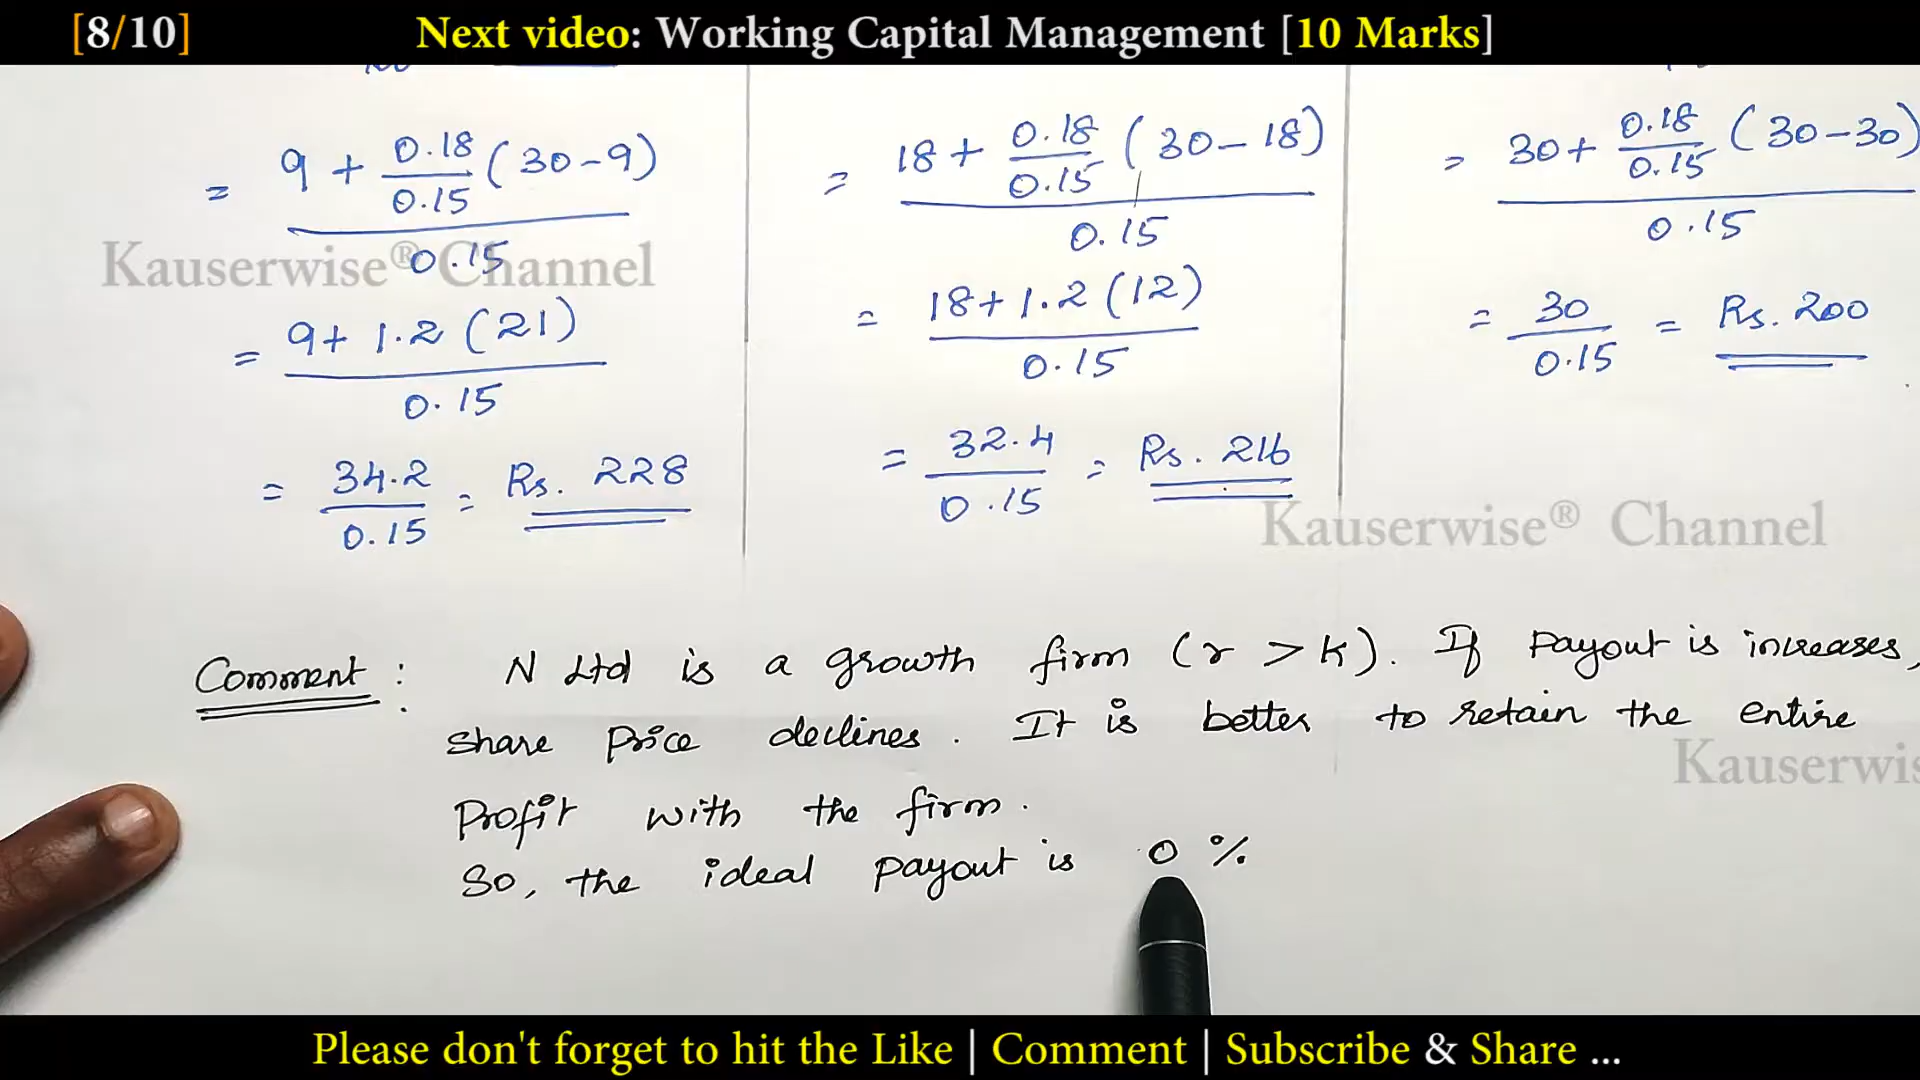 [8/10] Next video: Working Capital Management [10 Marks]
= 9 + 0.18/0.15 (30-9) / 0.15
= 9 + 1.2 (21) / 0.15
= 34.2 / 0.15 = Rs. 228
= 18 + 0.18/0.15 (30-18) / 0.15
= 18 + 1.2 (12) / 0.15
= 32.4 / 0.15 = Rs. 216
= 30 + 0.18/0.15 (30-30) / 0.15
= 30 / 0.15 = Rs. 200
Kauserwise® Channel
Kauserwise® Channel
Comment : N Ltd is a growth firm (r > k). If Payout is increases,
share price declines. It is better to retain the entire
Kauserwis
Profit with the firm.
So, the ideal payout is 0 %
Please don't forget to hit the Like | Comment | Subscribe & Share ...